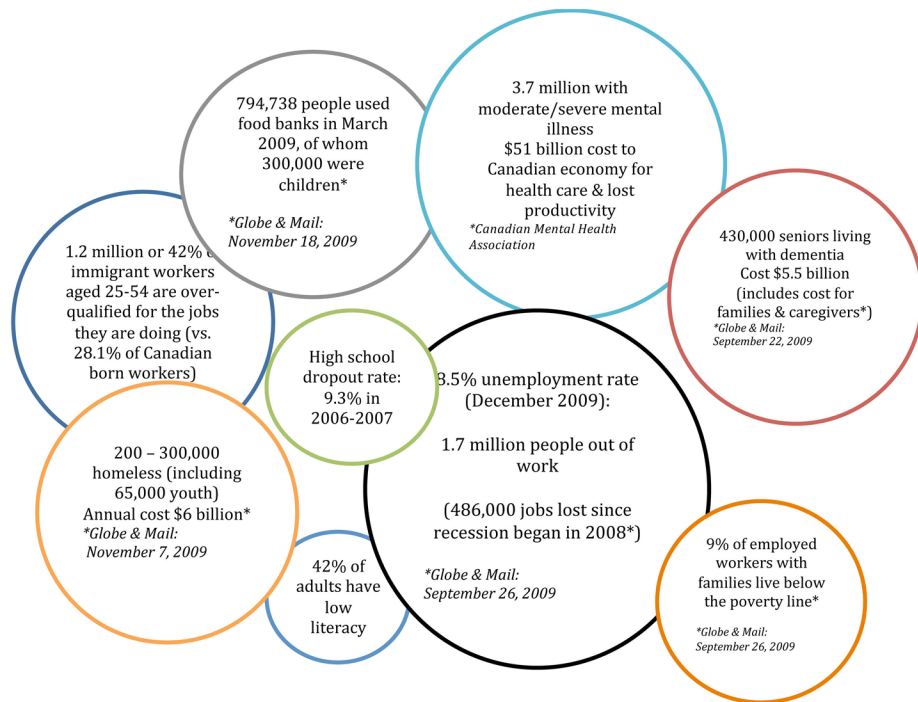 794,738 people used
food banks in March
2009, of whom
300,000 were
children*
*Globe & Mail:
November 18, 2009
3.7 million with
moderate/severe mental
illness
$51 billion cost to
Canadian economy for
health care & lost
productivity
*Canadian Mental Health
Association
430,000 seniors living
with dementia
Cost $5.5 billion
(includes cost for
families & caregivers*)
*Globe & Mail:
September 22, 2009
1.2 million or 42%
immigrant workers
aged 25-54 are over-
qualified for the jobs
they are doing (vs.
28.1% of Canadian
born workers)
High school
dropout rate:
9.3% in
2006-2007
8.5% unemployment rate
(December 2009):
1.7 million people out of
work
(486,000 jobs lost since
recession began in 2008*)
*Globe & Mail:
September 26, 2009
200 – 300,000
homeless (including
65,000 youth)
Annual cost $6 billion*
*Globe & Mail:
November 7, 2009
42% of
adults have
low
literacy
9% of employed
workers with
families live below
the poverty line*
*Globe & Mail:
September 26, 2009